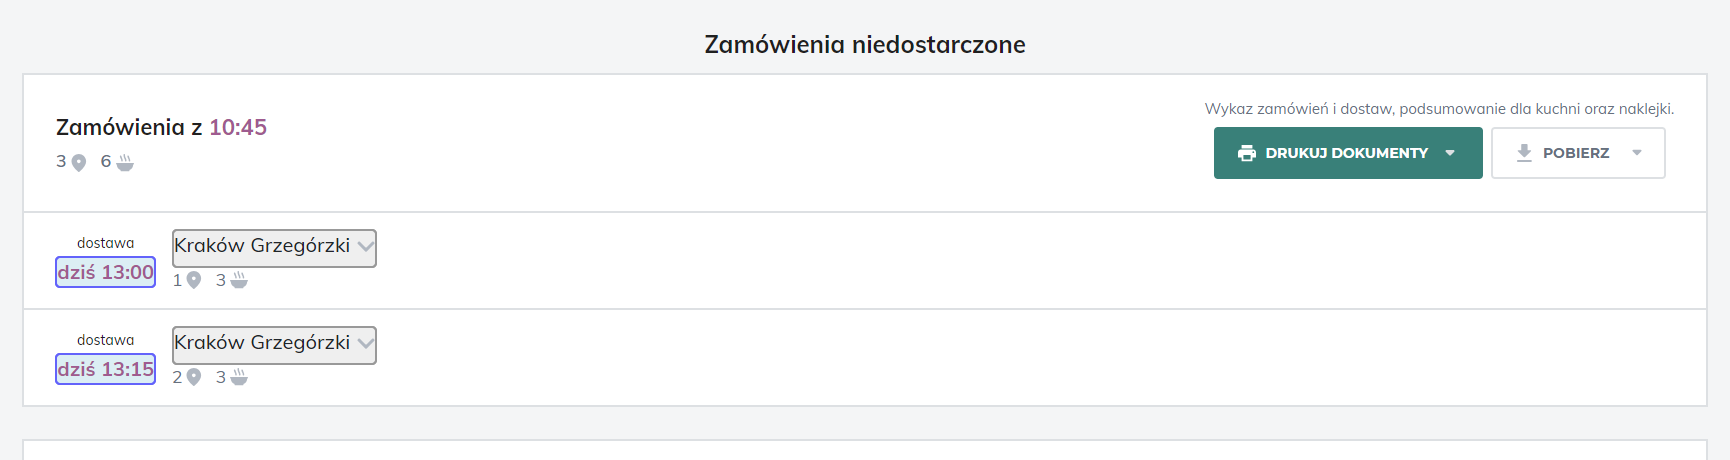 Zamówienia niedostarczone
Zamówienia z 10:45
3 6
Wykaz zamówień i dostaw, podsumowanie dla kuchni oraz naklejki.
DRUKUJ DOKUMENTY
POBIERZ
dostawa
dziś 13:00
Kraków Grzegórzki
1 3
dostawa
dziś 13:15
Kraków Grzegórzki
2 3